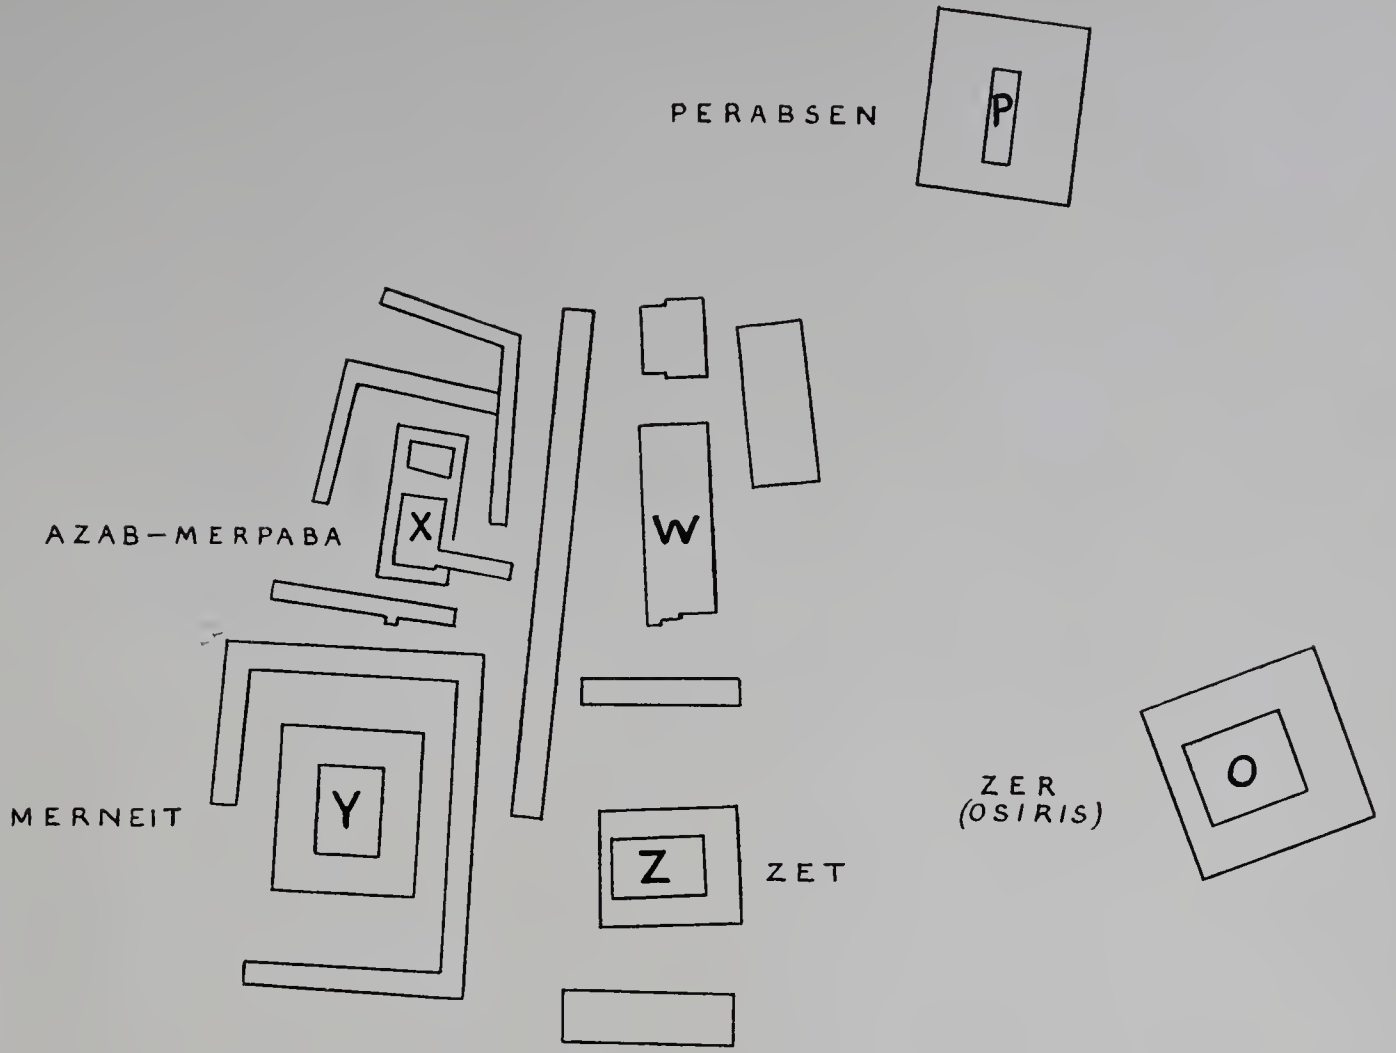 PERABSEN
P
AZAB-MERPABA
X
W
MERNEIT
Y
Z
ZET
ZER
(OSIRIS)
O